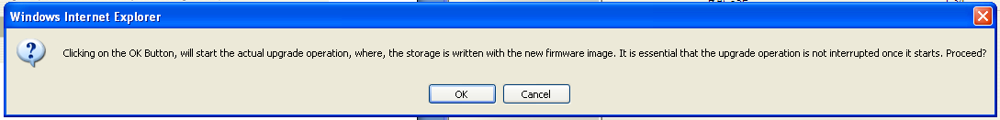 Windows Internet Explorer
Clicking on the OK Button, will start the actual upgrade operation, where, the storage is written with the new firmware image. It is essential that the upgrade operation is not interrupted once it starts. Proceed?
OK Cancel